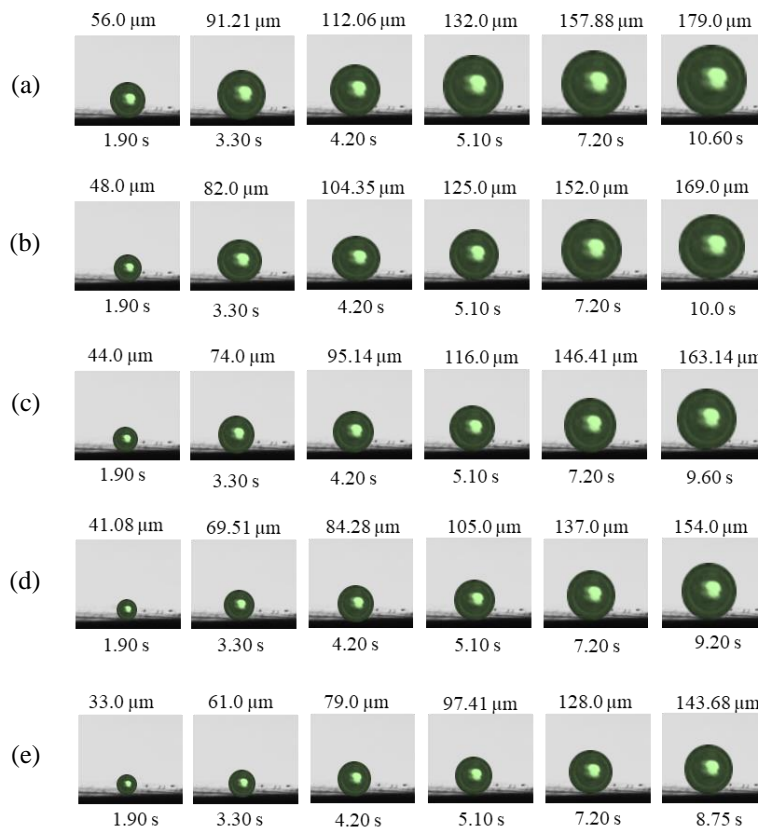 56.0 μm 91.21 μm 112.06 μm 132.0 μm 157.88 μm 179.0 μm
(a)
1.90 s 3.30 s 4.20 s 5.10 s 7.20 s 10.60 s
48.0 μm 82.0 μm 104.35 μm 125.0 μm 152.0 μm 169.0 μm
(b)
1.90 s 3.30 s 4.20 s 5.10 s 7.20 s 10.0 s
44.0 μm 74.0 μm 95.14 μm 116.0 μm 146.41 μm 163.14 μm
(c)
1.90 s 3.30 s 4.20 s 5.10 s 7.20 s 9.60 s
41.08 μm 69.51 μm 84.28 μm 105.0 μm 137.0 μm 154.0 μm
(d)
1.90 s 3.30 s 4.20 s 5.10 s 7.20 s 9.20 s
33.0 μm 61.0 μm 79.0 μm 97.41 μm 128.0 μm 143.68 μm
(e)
1.90 s 3.30 s 4.20 s 5.10 s 7.20 s 8.75 s